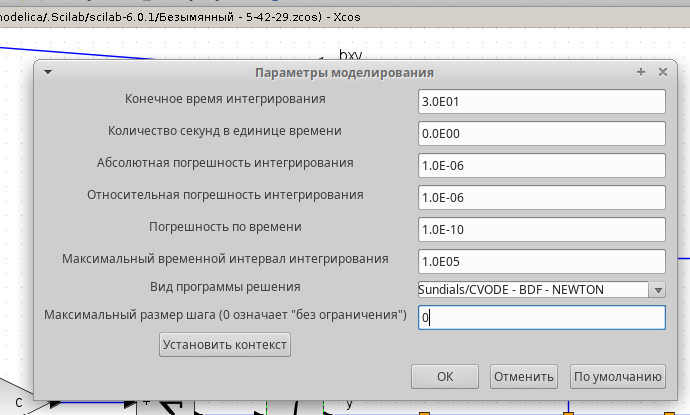 nodelica/.Scilab/scilab-6.0.1/Безымянный - 5-42-29.zcos) - Xcos
bxy
Параметры моделирования
Конечное время интегрирования 3.0E01
Количество секунд в единице времени 0.0E00
Абсолютная погрешность интегрирования 1.0E-06
Относительная погрешность интегрирования 1.0E-06
Погрешность по времени 1.0E-10
Максимальный временной интервал интегрирования 1.0E05
Вид программы решения Sundials/CVODE - BDF - NEWTON
Максимальный размер шага (0 означает "без ограничения") 0
Установить контекст
ОК Отменить По умолчанию
c + y